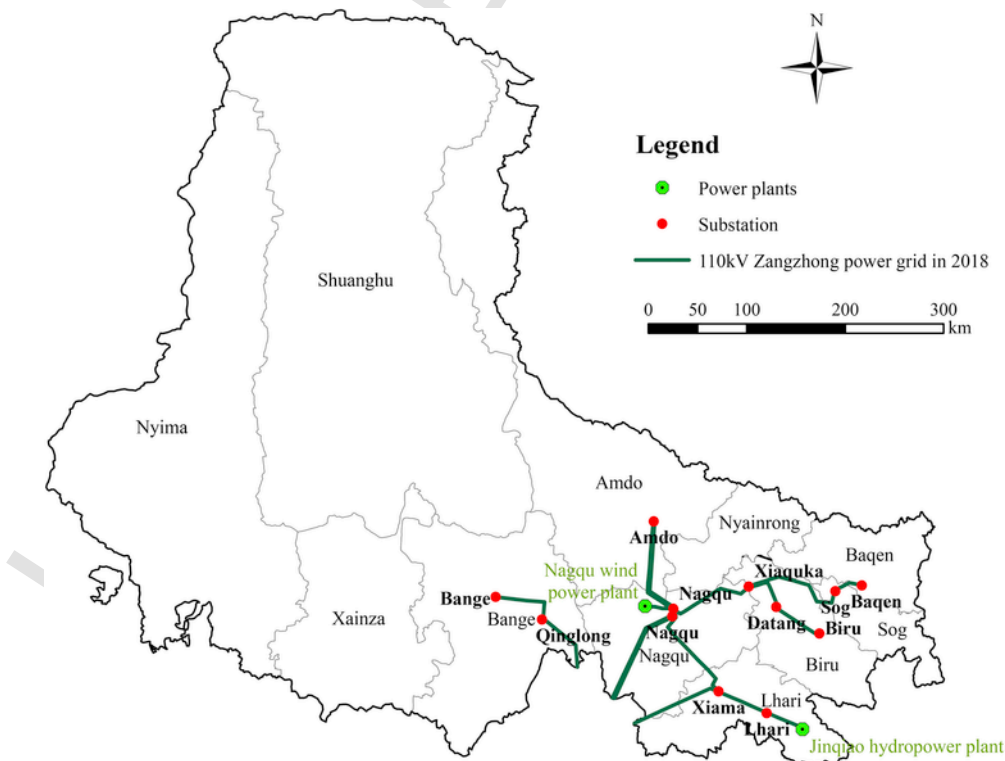 N
Legend
Power plants
Substation
110kV Zangzhong power grid in 2018
0 50 100 200 300
km
Shuanghu
Nyima
Amdo
Nyainrong
Amdo
Baqen
Nagqu wind
power plant
Xiaquka
Bange
Nagqu
Sog
Baqen
Xainza
Bange
Qinglong
Nagqu
Datang
Biru
Sog
Nagqu
Biru
Xiama
Lhari
Lhari
Jinqiao hydropower plant